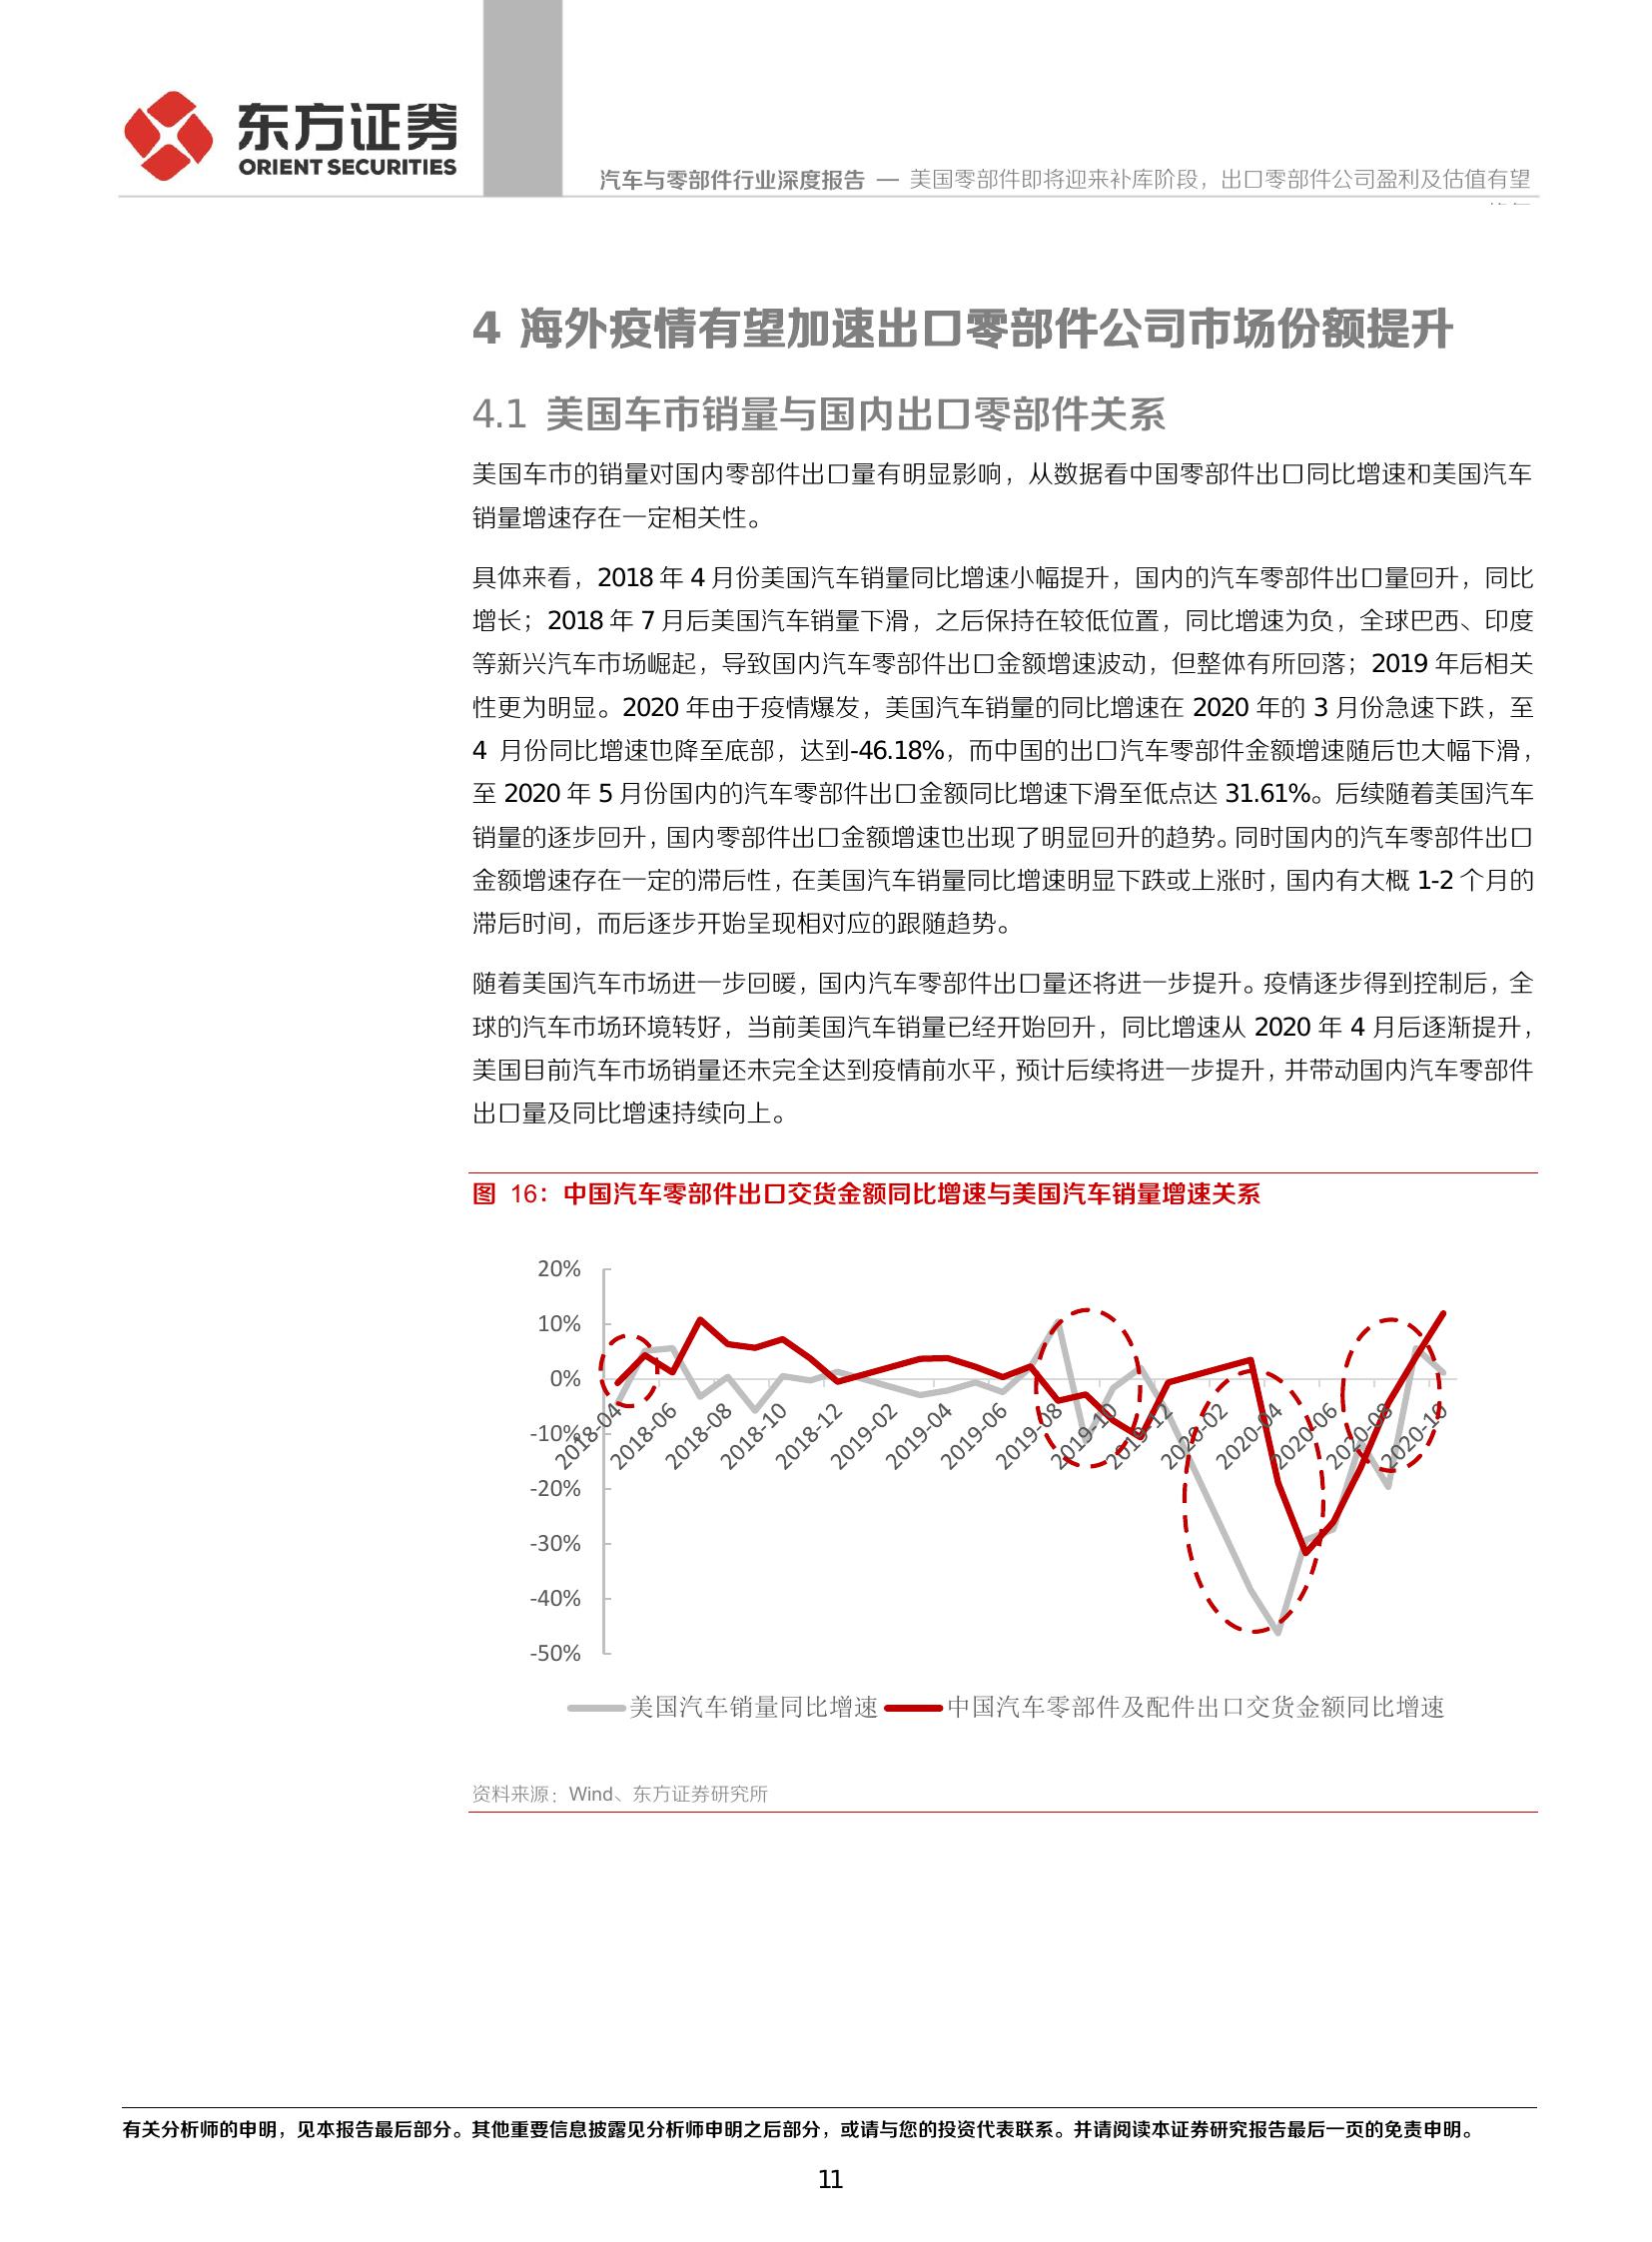 东方证券
ORIENT SECURITIES
汽车与零部件行业深度报告 — 美国零部件即将迎来补库阶段，出口零部件公司盈利及估值有望
4 海外疫情有望加速出口零部件公司市场份额提升
4.1 美国车市销量与国内出口零部件关系
美国车市的销量对国内零部件出口量有明显影响，从数据看中国零部件出口同比增速和美国汽车
销量增速存在一定相关性。
具体来看，2018 年 4 月份美国汽车销量同比增速小幅提升，国内的汽车零部件出口量回升，同比
增长；2018 年 7 月后美国汽车销量下滑，之后保持在较低位置，同比增速为负，全球巴西、印度
等新兴汽车市场崛起，导致国内汽车零部件出口金额增速波动，但整体有所回落；2019 年后相关
性更为明显。2020 年由于疫情爆发，美国汽车销量的同比增速在 2020 年的 3 月份急速下跌，至
4 月份同比增速也降至底部，达到-46.18%，而中国的出口汽车零部件金额增速随后也大幅下滑，
至 2020 年 5 月份国内的汽车零部件出口金额同比增速下滑至低点达 31.61%。后续随着美国汽车
销量的逐步回升，国内零部件出口金额增速也出现了明显回升的趋势。同时国内的汽车零部件出口
金额增速存在一定的滞后性，在美国汽车销量同比增速明显下跌或上涨时，国内有大概 1-2 个月的
滞后时间，而后逐步开始呈现相对应的跟随趋势。
随着美国汽车市场进一步回暖，国内汽车零部件出口量还将进一步提升。疫情逐步得到控制后，全
球的汽车市场环境转好，当前美国汽车销量已经开始回升，同比增速从 2020 年 4 月后逐渐提升，
美国目前汽车市场销量还未完全达到疫情前水平，预计后续将进一步提升，并带动国内汽车零部件
出口量及同比增速持续向上。
图 16：中国汽车零部件出口交货金额同比增速与美国汽车销量增速关系
20%
10%
0%
-10%
-20%
-30%
-40%
-50%
2018-04
2018-06
2018-08
2018-10
2018-12
2019-02
2019-04
2019-06
2019-08
2019-10
2019-12
2020-02
2020-04
2020-06
2020-08
2020-10
美国汽车销量同比增速 中国汽车零部件及配件出口交货金额同比增速
资料来源：Wind、东方证券研究所
有关分析师的申明，见本报告最后部分。其他重要信息披露见分析师申明之后部分，或请与您的投资代表联系。并请阅读本证券研究报告最后一页的免责申明。
11